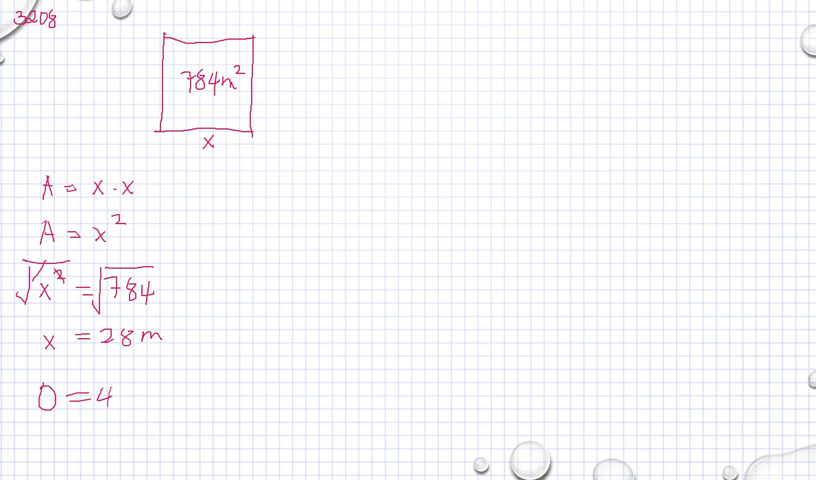 3208
784m²
x
A = x · x
A = x²
√x² = √784
x = 28m
O = 4